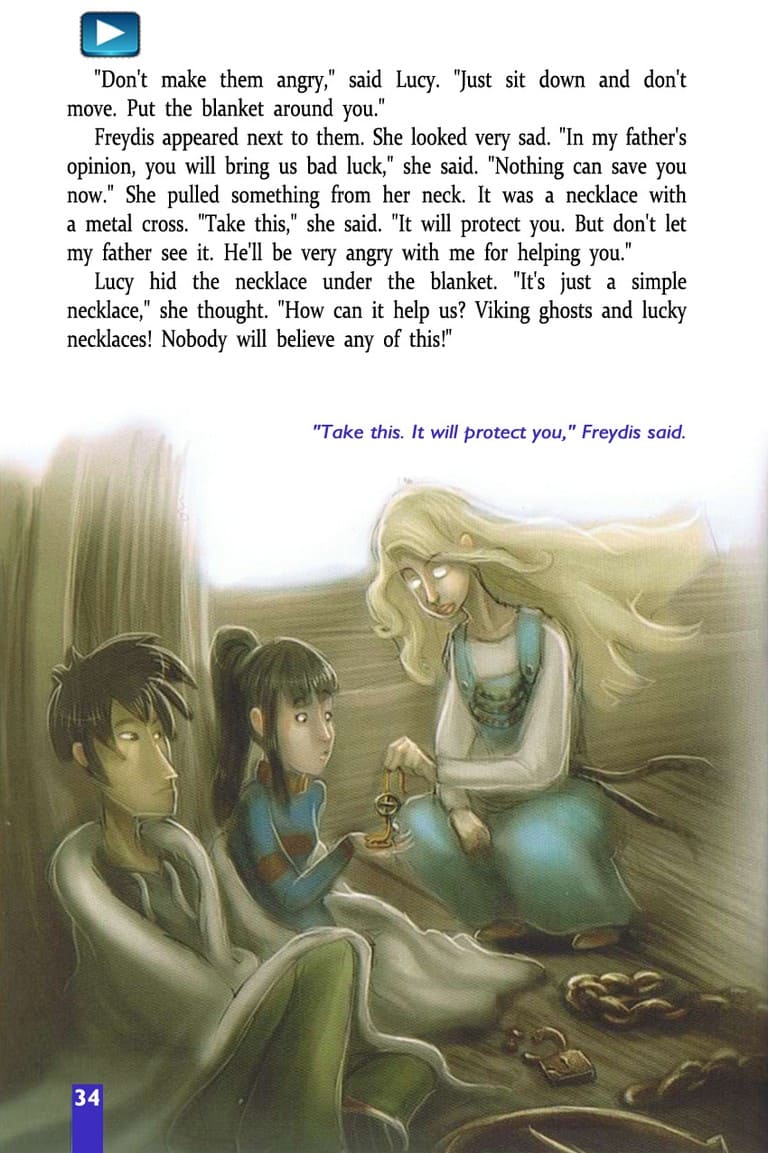 "Don't make them angry," said Lucy. "Just sit down and don't
move. Put the blanket around you."
Freydis appeared next to them. She looked very sad. "In my father's
opinion, you will bring us bad luck," she said. "Nothing can save you
now." She pulled something from her neck. It was a necklace with
a metal cross. "Take this," she said. "It will protect you. But don't let
my father see it. He'll be very angry with me for helping you."
Lucy hid the necklace under the blanket. "It's just a simple
necklace," she thought. "How can it help us? Viking ghosts and lucky
necklaces! Nobody will believe any of this!"
"Take this. It will protect you," Freydis said.
34